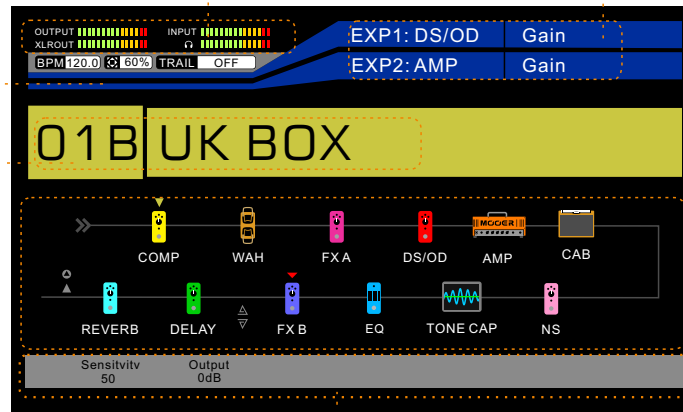 OUTPUT INPUT
XLROUT
BPM 120.0 60% TRAIL OFF
EXP1: DS/OD Gain
EXP2: AMP Gain
01B UK BOX
MOOER
COMP WAH FX A DS/OD AMP CAB
REVERB DELAY FX B EQ TONE CAP NS
Sensitvitv Output
50 0dB